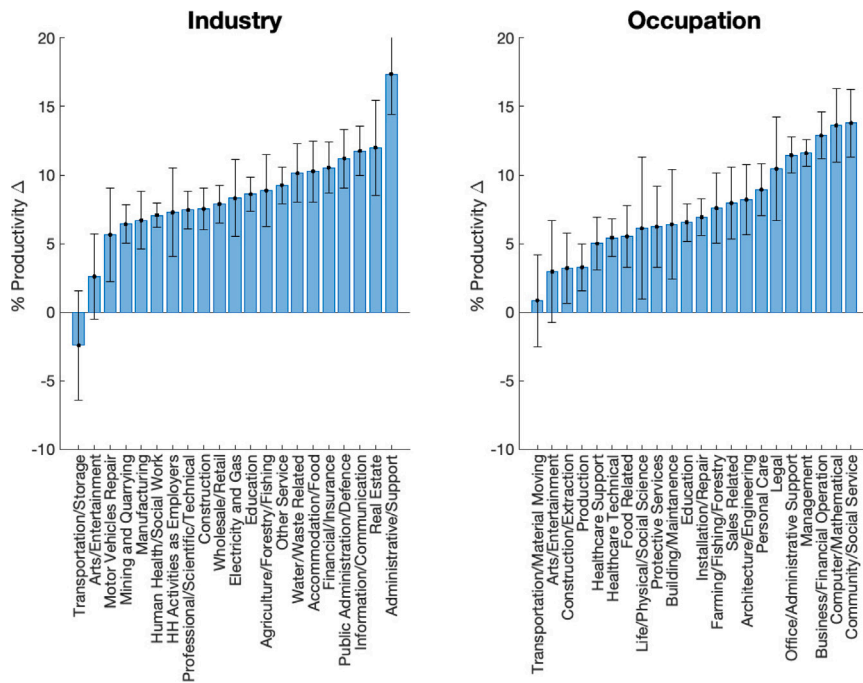 Industry
% Productivity Δ
20
15
10
5
0
-5
-10
Transportation/Storage
Arts/Entertainment
Motor Vehicles Repair
Mining and Quarrying
Manufacturing
Human Health/Social Work
HH Activities as Employers
Professional/Scientific/Technical
Construction
Wholesale/Retail
Electricity and Gas
Education
Agriculture/Forestry/Fishing
Other Service
Water/Waste Related
Accommodation/Food
Financial/Insurance
Public Administration/Defence
Information/Communication
Real Estate
Administrative/Support
Occupation
% Productivity Δ
20
15
10
5
0
-5
-10
Transportation/Material Moving
Arts/Entertainment
Construction/Extraction
Production
Healthcare Support
Healthcare Technical
Food Related
Life/Physical/Social Science
Protective Services
Building/Maintanence
Education
Installation/Repair
Farming/Fishing/Forestry
Sales Related
Architecture/Engineering
Personal Care
Legal
Office/Administrative Support
Management
Business/Financial Operation
Computer/Mathematical
Community/Social Service